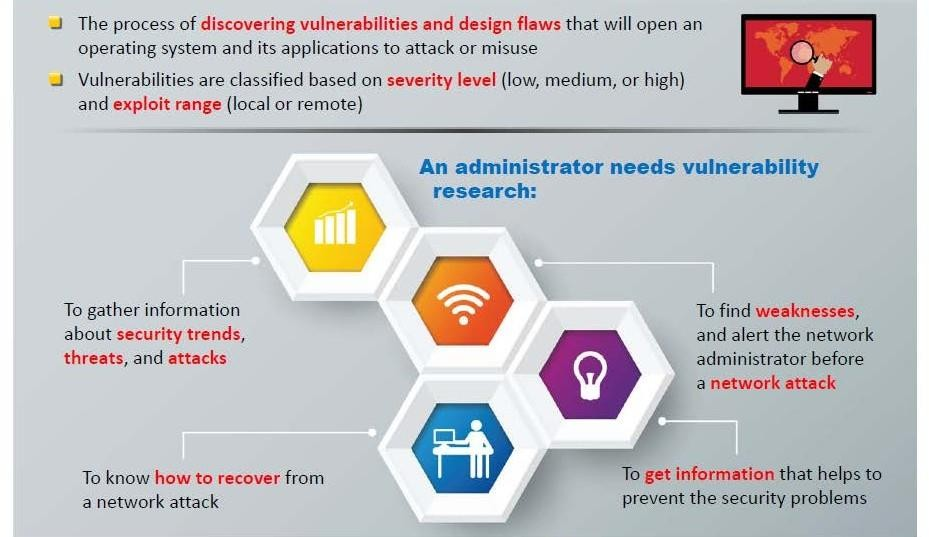 The process of discovering vulnerabilities and design flaws that will open an
operating system and its applications to attack or misuse
Vulnerabilities are classified based on severity level (low, medium, or high)
and exploit range (local or remote)
An administrator needs vulnerability
research:
To gather information
about security trends,
threats, and attacks
To find weaknesses,
and alert the network
administrator before
a network attack
To know how to recover from
a network attack
To get information that helps to
prevent the security problems